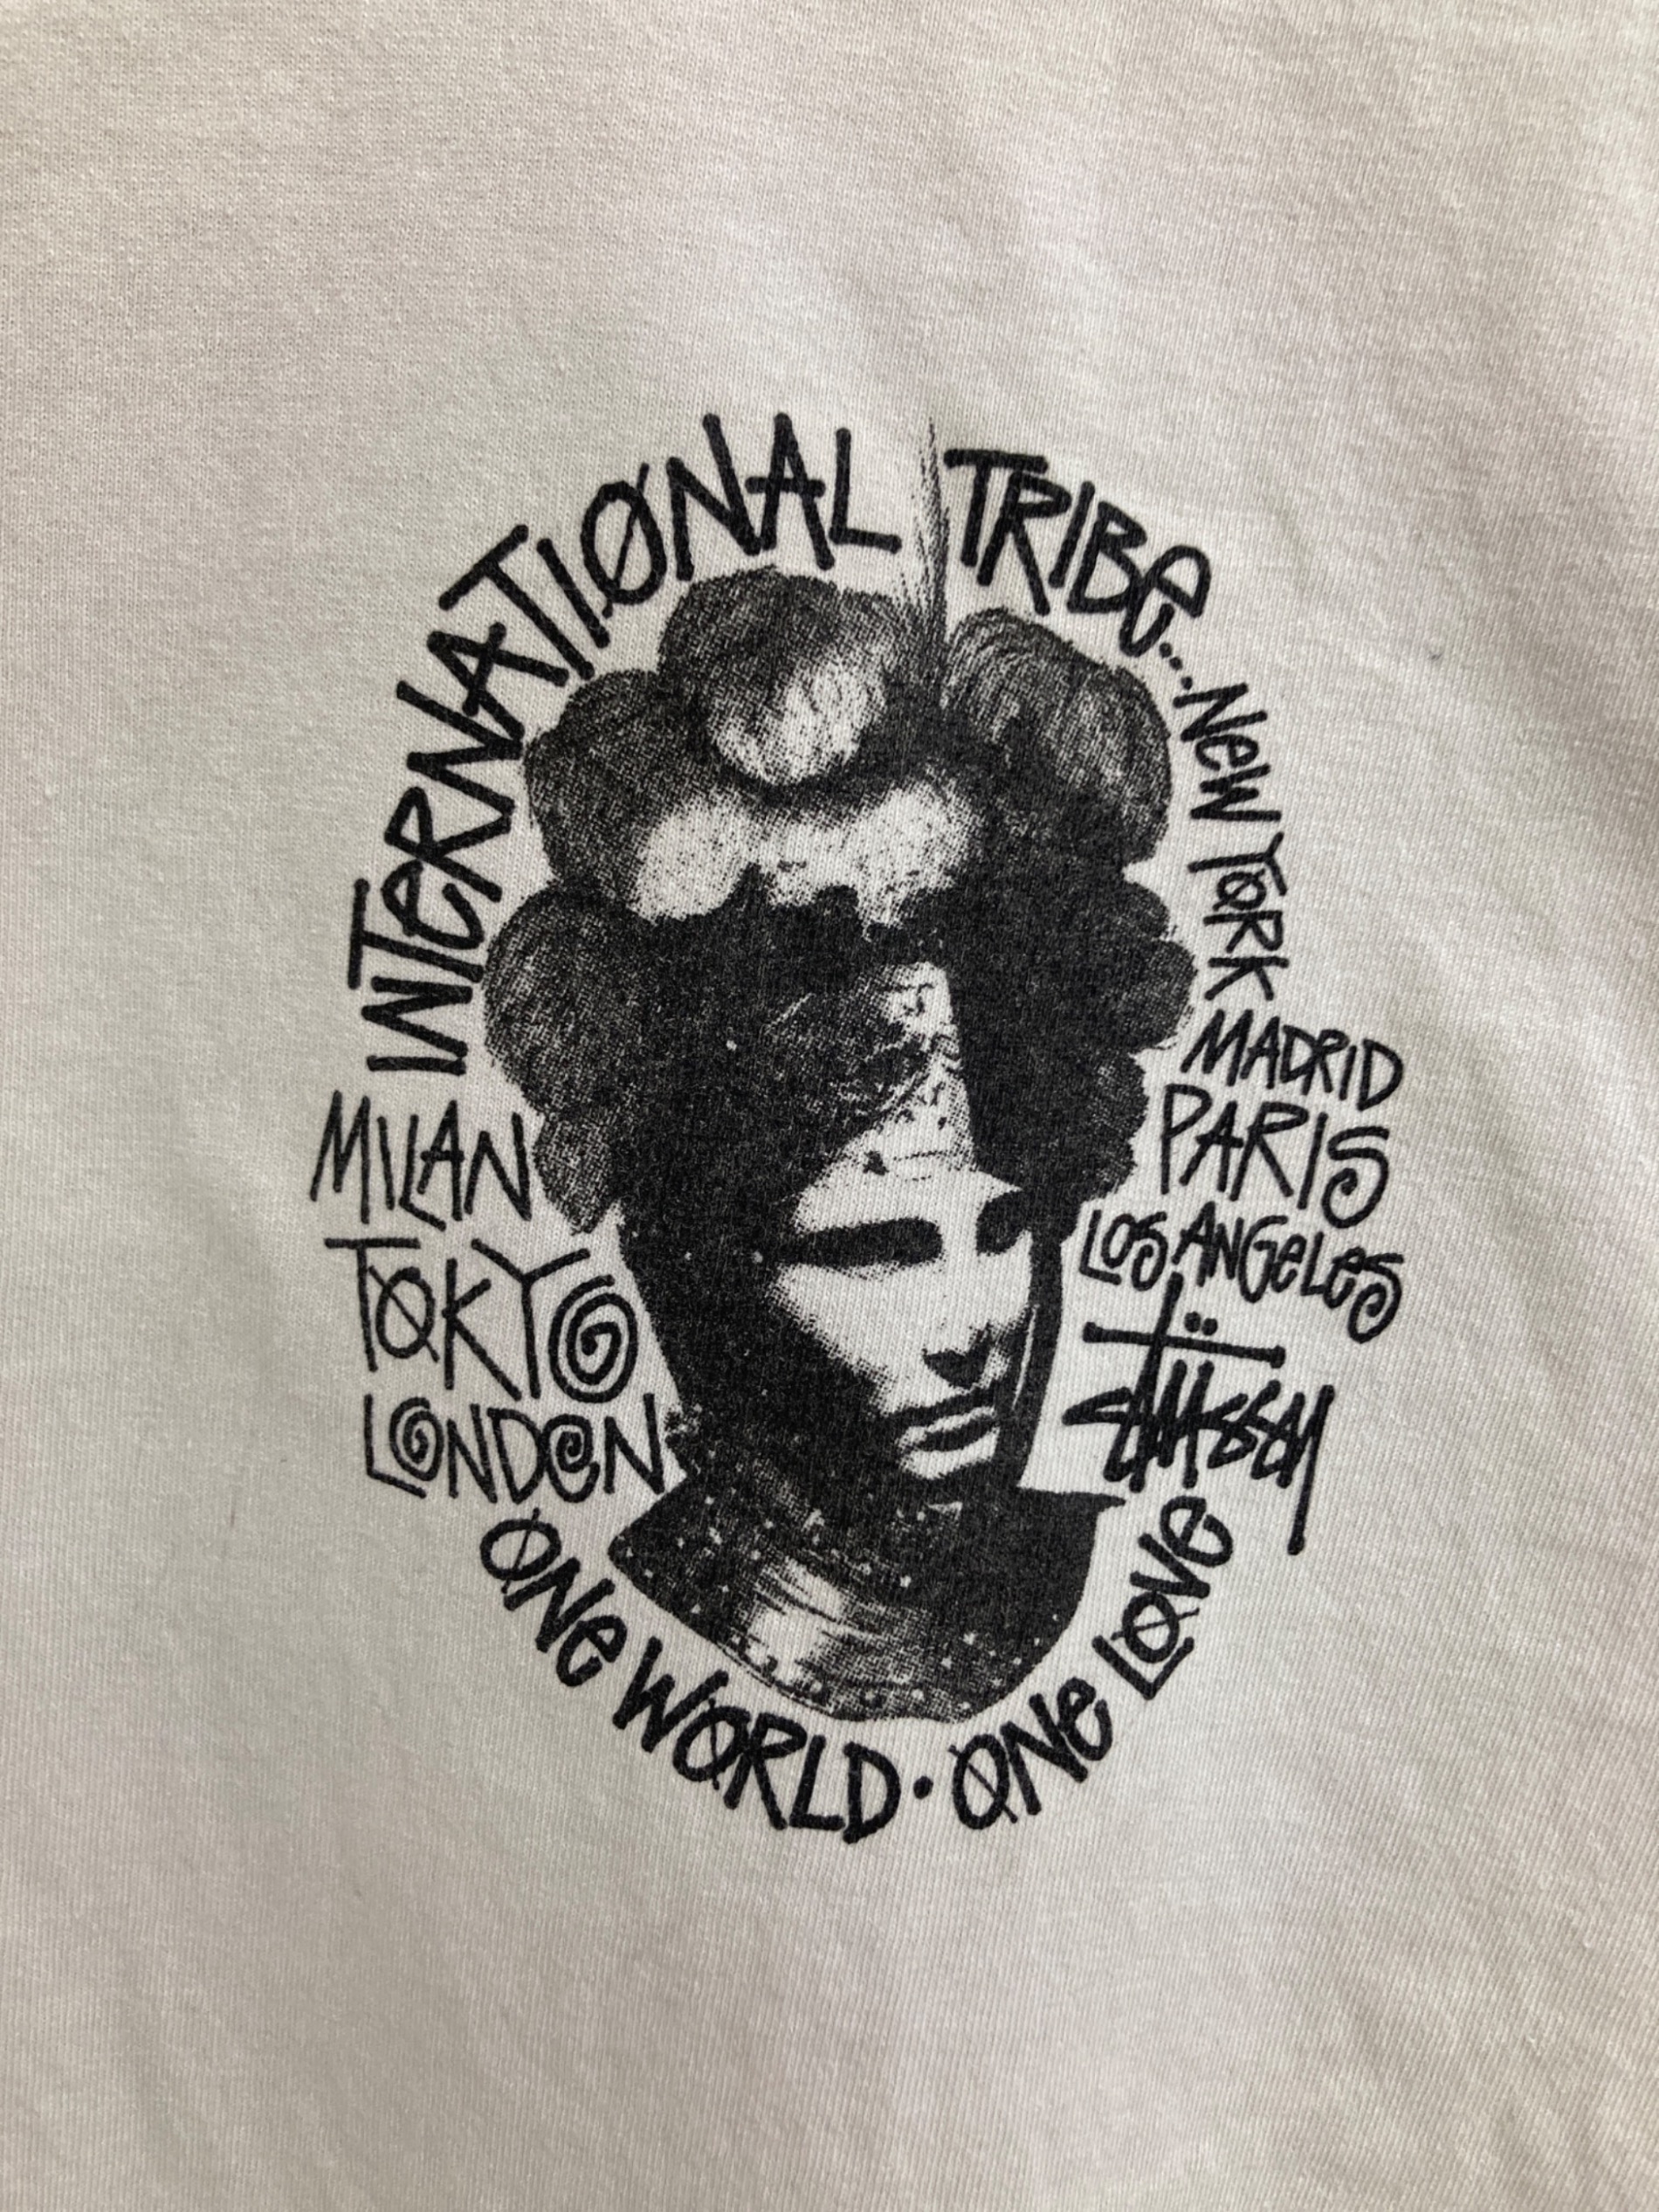 INTERNATIONAL TRIBE...
NEW YORK
MADRID
PARIS
LOS ANGELES
Stüssy
MILAN
TOKYO
LONDON
ONE WORLD · ONE LOVE